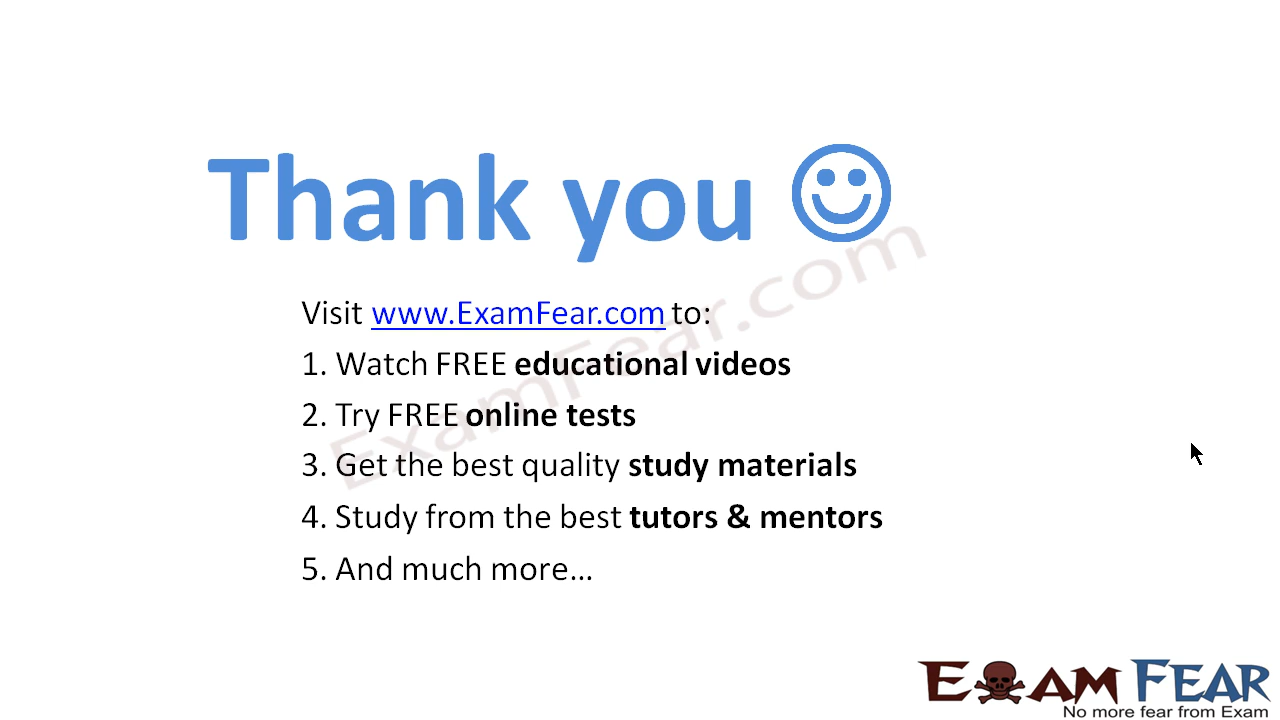 Thank you
Visit www.ExamFear.com to:
1. Watch FREE educational videos
2. Try FREE online tests
3. Get the best quality study materials
4. Study from the best tutors & mentors
5. And much more...
ExamFear.com
EXAM FEAR
No more fear from Exam